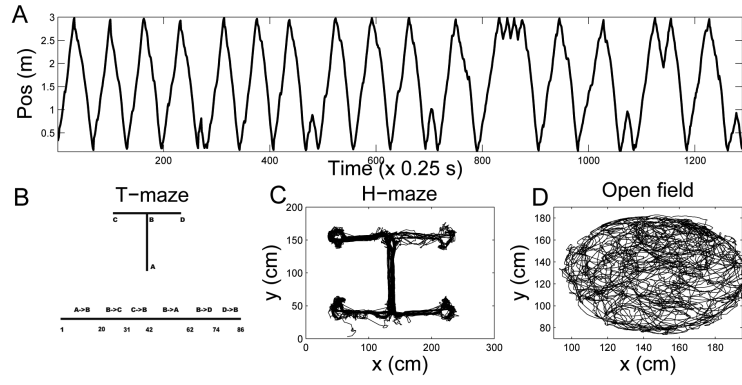 A
3
2.5
2
1.5
1
0.5
Pos (m)
200 400 600 800 1000 1200
Time (x 0.25 s)
B
T−maze
C B D
A
A->B B->C C->B B->A B->D D->B
1 20 31 42 62 74 86
C
H−maze
200
150
100
50
0
y (cm)
0 100 200 300
x (cm)
D
Open field
180
160
140
120
100
80
y (cm)
100 120 140 160 180
x (cm)